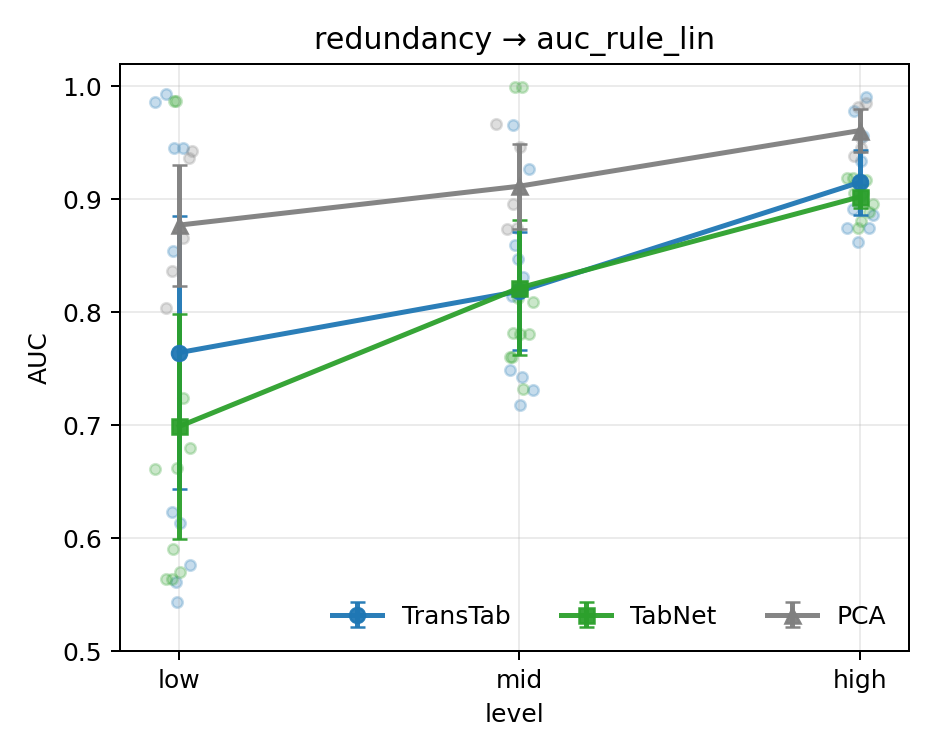 redundancy → auc_rule_lin
1.0
0.9
0.8
0.7
0.6
0.5
AUC
TransTab TabNet PCA
low mid high
level